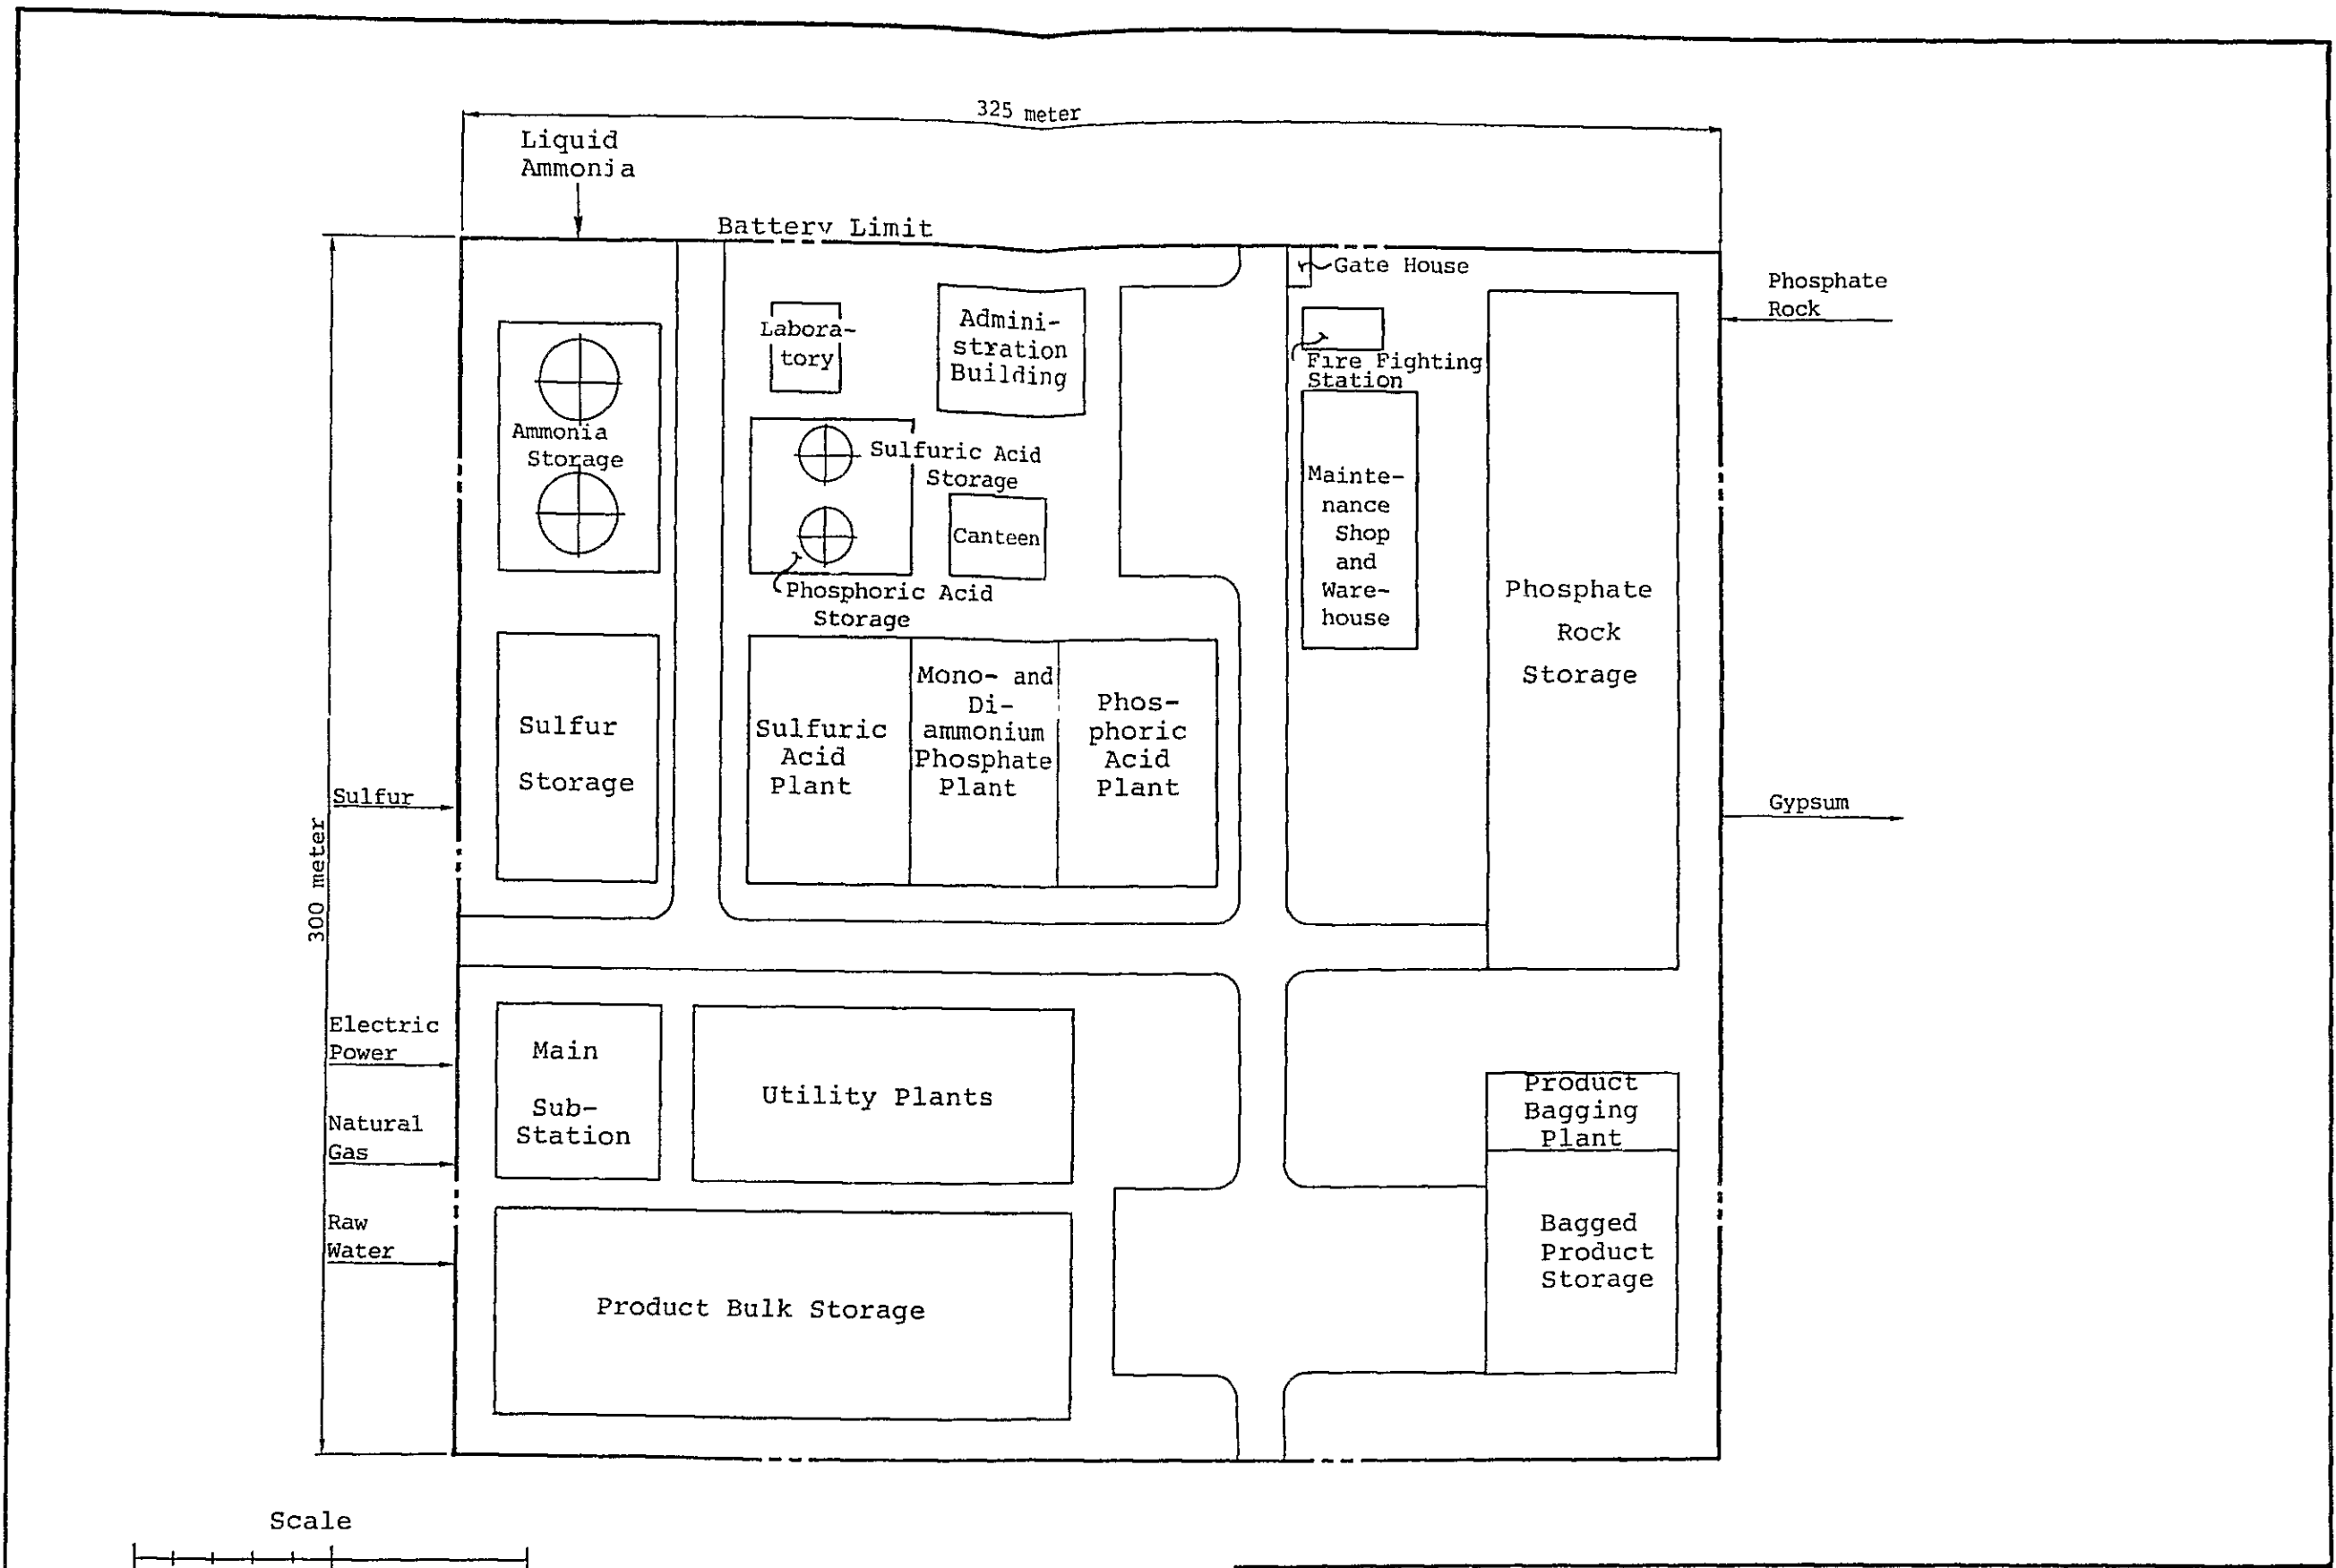 325 meter
Liquid
Ammonia
Battery Limit
Gate House
Phosphate
Rock
Labora-
tory
Admini-
stration
Building
Fire Fighting
Station
Ammonia
Storage
Sulfuric Acid
Storage
Mainte-
nance
Shop
and
Ware-
house
Canteen
Phosphoric Acid
Storage
Phosphate
Rock
Storage
Sulfur
Storage
Sulfuric
Acid
Plant
Mono- and
Di-
ammonium
Phosphate
Plant
Phos-
phoric
Acid
Plant
Sulfur
Gypsum
300 meter
Electric
Power
Main
Sub-
Station
Utility Plants
Product
Bagging
Plant
Natural
Gas
Raw
Water
Bagged
Product
Storage
Product Bulk Storage
Scale